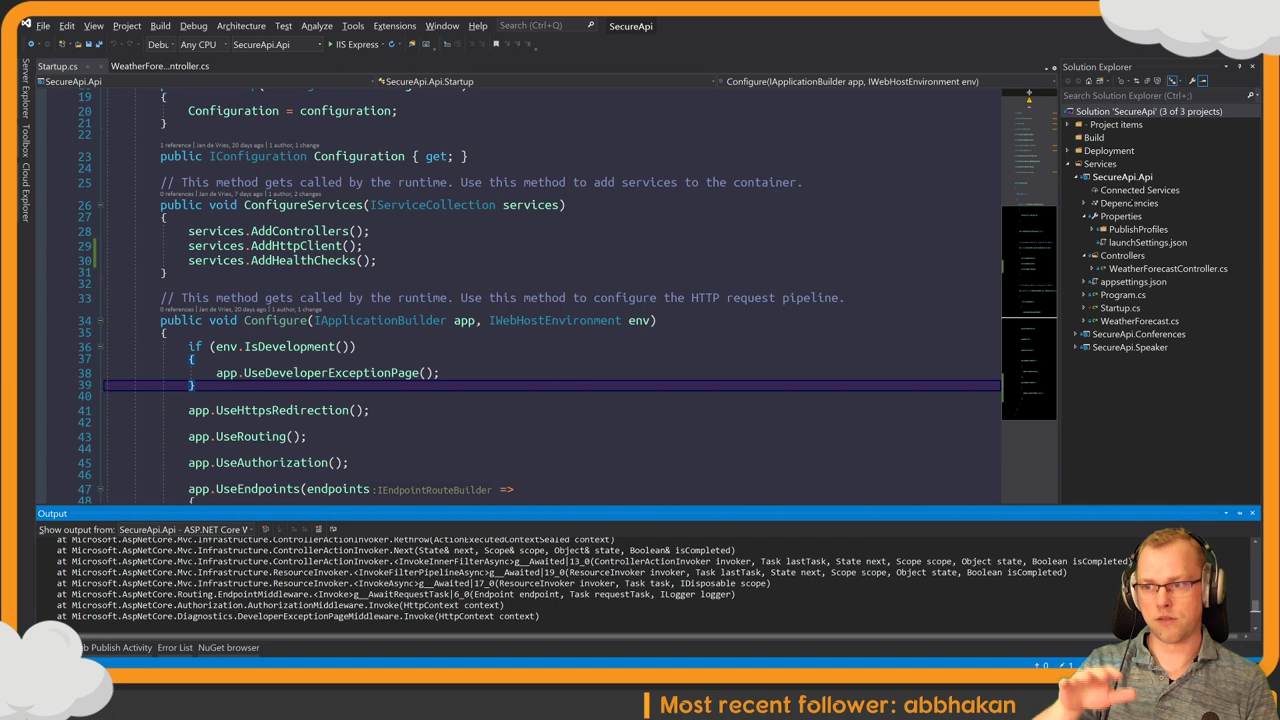 File Edit View Project Build Debug Architecture Test Analyze Tools Extensions Window Help Search (Ctrl+Q) SecureApi
Debu Any CPU SecureApi.Api IIS Express
Startup.cs WeatherFore...ntroller.cs
SecureApi.Api SecureApi.Api.Startup Configure(IApplicationBuilder app, IWebHostEnvironment env)
Server Explorer Toolbox Cloud Explorer
19 {
20 Configuration = configuration;
21 }
22
1 reference | Jan de Vries, 20 days ago | 1 author, 1 change
23 public IConfiguration Configuration { get; }
24
25 // This method gets called by the runtime. Use this method to add services to the container.
0 references | Jan de Vries, 7 days ago | 1 author, 2 changes
26 public void ConfigureServices(IServiceCollection services)
27 {
28 services.AddControllers();
29 services.AddHttpClient();
30 services.AddHealthChecks();
31 }
32
33 // This method gets called by the runtime. Use this method to configure the HTTP request pipeline.
0 references | Jan de Vries, 20 days ago | 1 author, 1 change
34 public void Configure(IApplicationBuilder app, IWebHostEnvironment env)
35 {
36 if (env.IsDevelopment())
37 {
38 app.UseDeveloperExceptionPage();
39 }
40
41 app.UseHttpsRedirection();
42
43 app.UseRouting();
44
45 app.UseAuthorization();
46
47 app.UseEndpoints(endpoints :IEndpointRouteBuilder =>
48 {
Solution Explorer
Search Solution Explorer (Ctrl+;)
Solution 'SecureApi' (3 of 3 projects)
Project items
Build
Deployment
Services
SecureApi.Api
Connected Services
Dependencies
Properties
PublishProfiles
launchSettings.json
Controllers
WeatherForecastController.cs
appsettings.json
Program.cs
Startup.cs
WeatherForecast.cs
SecureApi.Conferences
SecureApi.Speaker
Output
Show output from: SecureApi.Api - ASP.NET Core W
at Microsoft.AspNetCore.Mvc.Infrastructure.ControllerActionInvoker.Rethrow(ActionExecutedContextSealed context)
at Microsoft.AspNetCore.Mvc.Infrastructure.ControllerActionInvoker.Next(State& next, Scope& scope, Object& state, Boolean& isCompleted)
at Microsoft.AspNetCore.Mvc.Infrastructure.ControllerActionInvoker.<InvokeInnerFilterAsync>g__Awaited|13_0(ControllerActionInvoker invoker, Task lastTask, State next, Scope scope, Object state, Boolean isCompleted)
at Microsoft.AspNetCore.Mvc.Infrastructure.ResourceInvoker.<InvokeFilterPipelineAsync>g__Awaited|19_0(ResourceInvoker invoker, Task lastTask, State next, Scope scope, Object state, Boolean isCompleted)
at Microsoft.AspNetCore.Mvc.Infrastructure.ResourceInvoker.<InvokeAsync>g__Awaited|17_0(ResourceInvoker invoker, Task task, IDisposable scope)
at Microsoft.AspNetCore.Routing.EndpointMiddleware.<Invoke>g__AwaitRequestTask|6_0(Endpoint endpoint, Task requestTask, ILogger logger)
at Microsoft.AspNetCore.Authorization.AuthorizationMiddleware.Invoke(HttpContext context)
at Microsoft.AspNetCore.Diagnostics.DeveloperExceptionPageMiddleware.Invoke(HttpContext context)
b Publish Activity Error List NuGet browser
0 1
Most recent follower: abbhakan